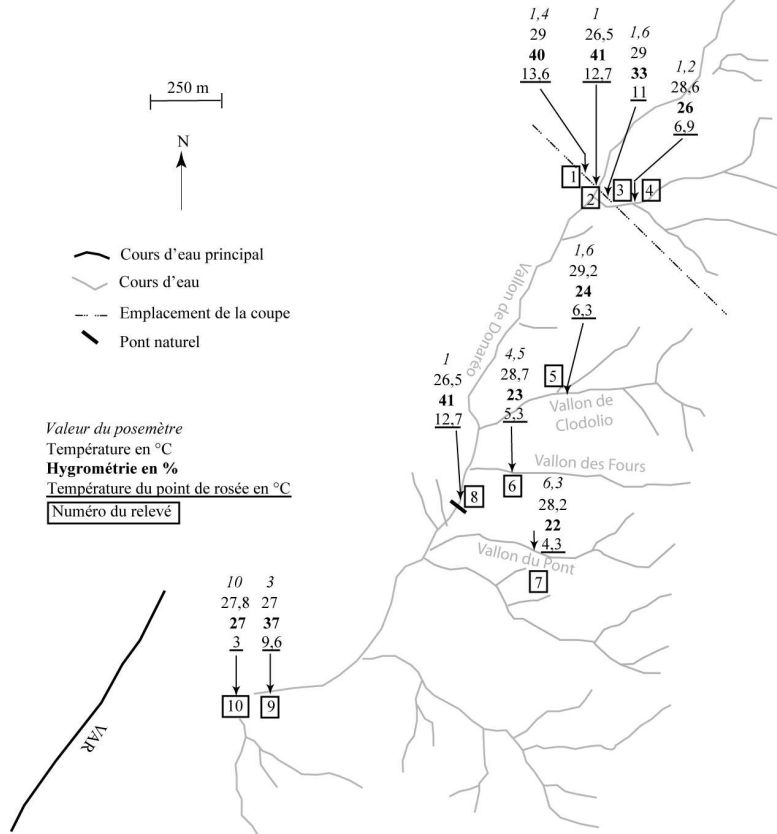 1,4
29
40
13,6
1
26,5
41
12,7
1,6
29
33
11
1,2
28,6
26
6,9
250 m
N
1
2
3
4
Cours d'eau principal
Cours d'eau
Emplacement de la coupe
Pont naturel
Vallon de Donaréo
1,6
29,2
24
6,3
5
Vallon de
Clodolio
1
26,5
41
12,7
4,5
28,7
23
5,3
Valeur du posemètre
Température en °C
Hygrométrie en %
Température du point de rosée en °C
Numéro du relevé
Vallon des Fours
8
6
6,3
28,2
22
4,3
Vallon du Pont
7
10
27,8
27
3
3
27
37
9,6
10
9
VAR